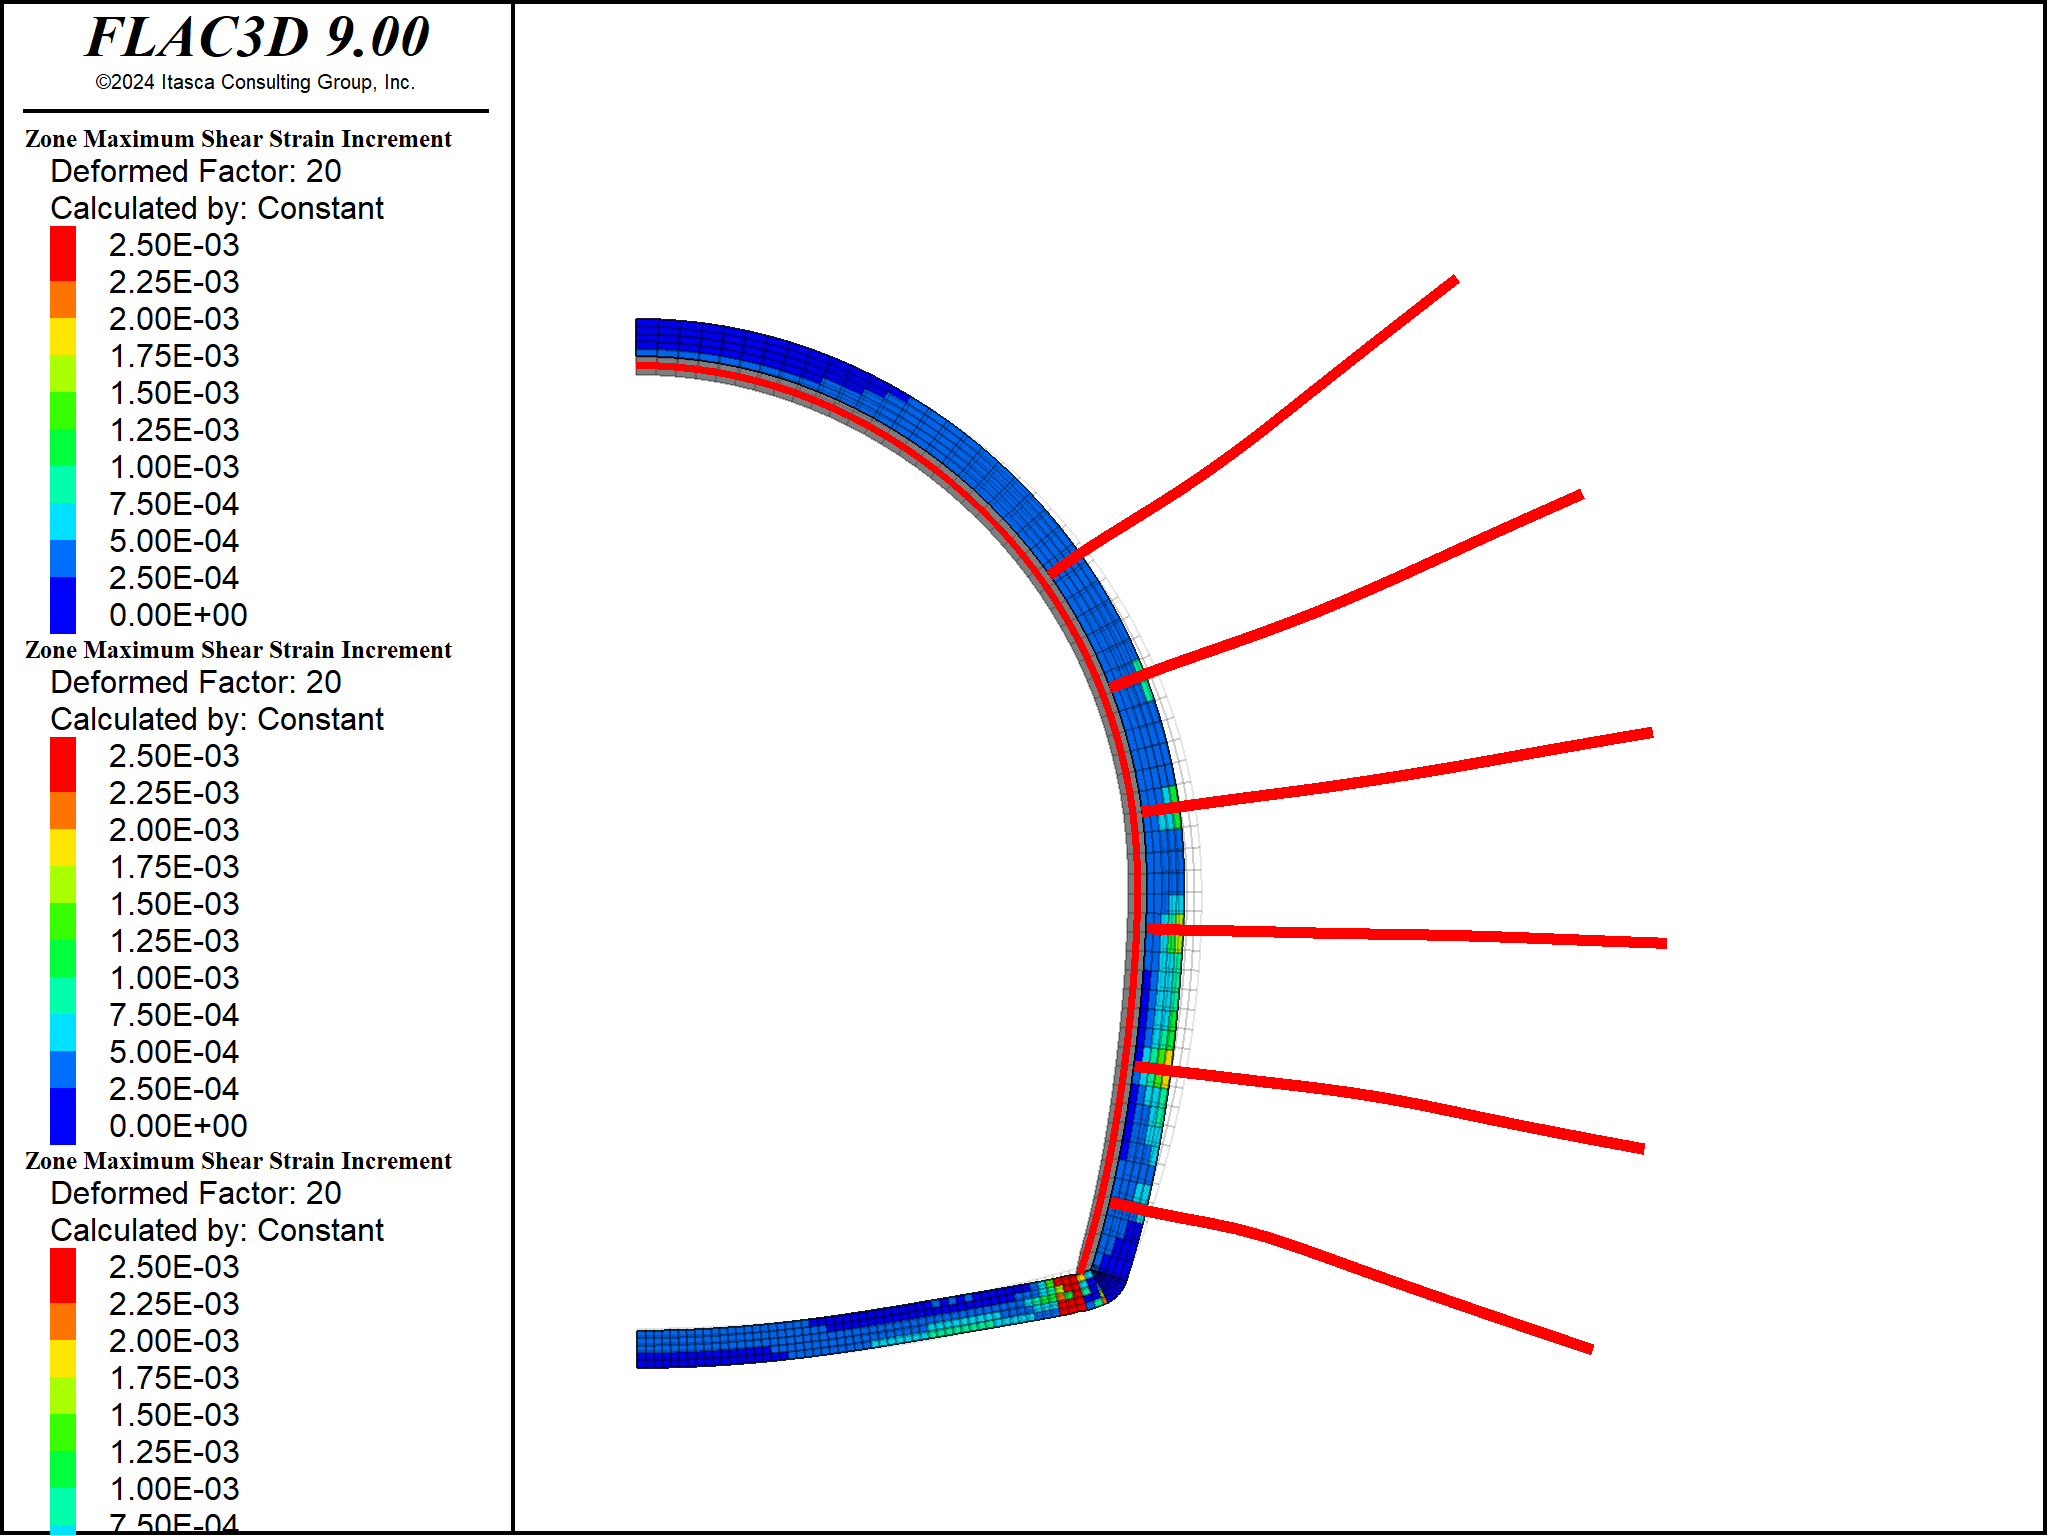 FLAC3D 9.00
©2024 Itasca Consulting Group, Inc.
Zone Maximum Shear Strain Increment
Deformed Factor: 20
Calculated by: Constant
2.50E-03
2.25E-03
2.00E-03
1.75E-03
1.50E-03
1.25E-03
1.00E-03
7.50E-04
5.00E-04
2.50E-04
0.00E+00
Zone Maximum Shear Strain Increment
Deformed Factor: 20
Calculated by: Constant
2.50E-03
2.25E-03
2.00E-03
1.75E-03
1.50E-03
1.25E-03
1.00E-03
7.50E-04
5.00E-04
2.50E-04
0.00E+00
Zone Maximum Shear Strain Increment
Deformed Factor: 20
Calculated by: Constant
2.50E-03
2.25E-03
2.00E-03
1.75E-03
1.50E-03
1.25E-03
1.00E-03
7.50E-04